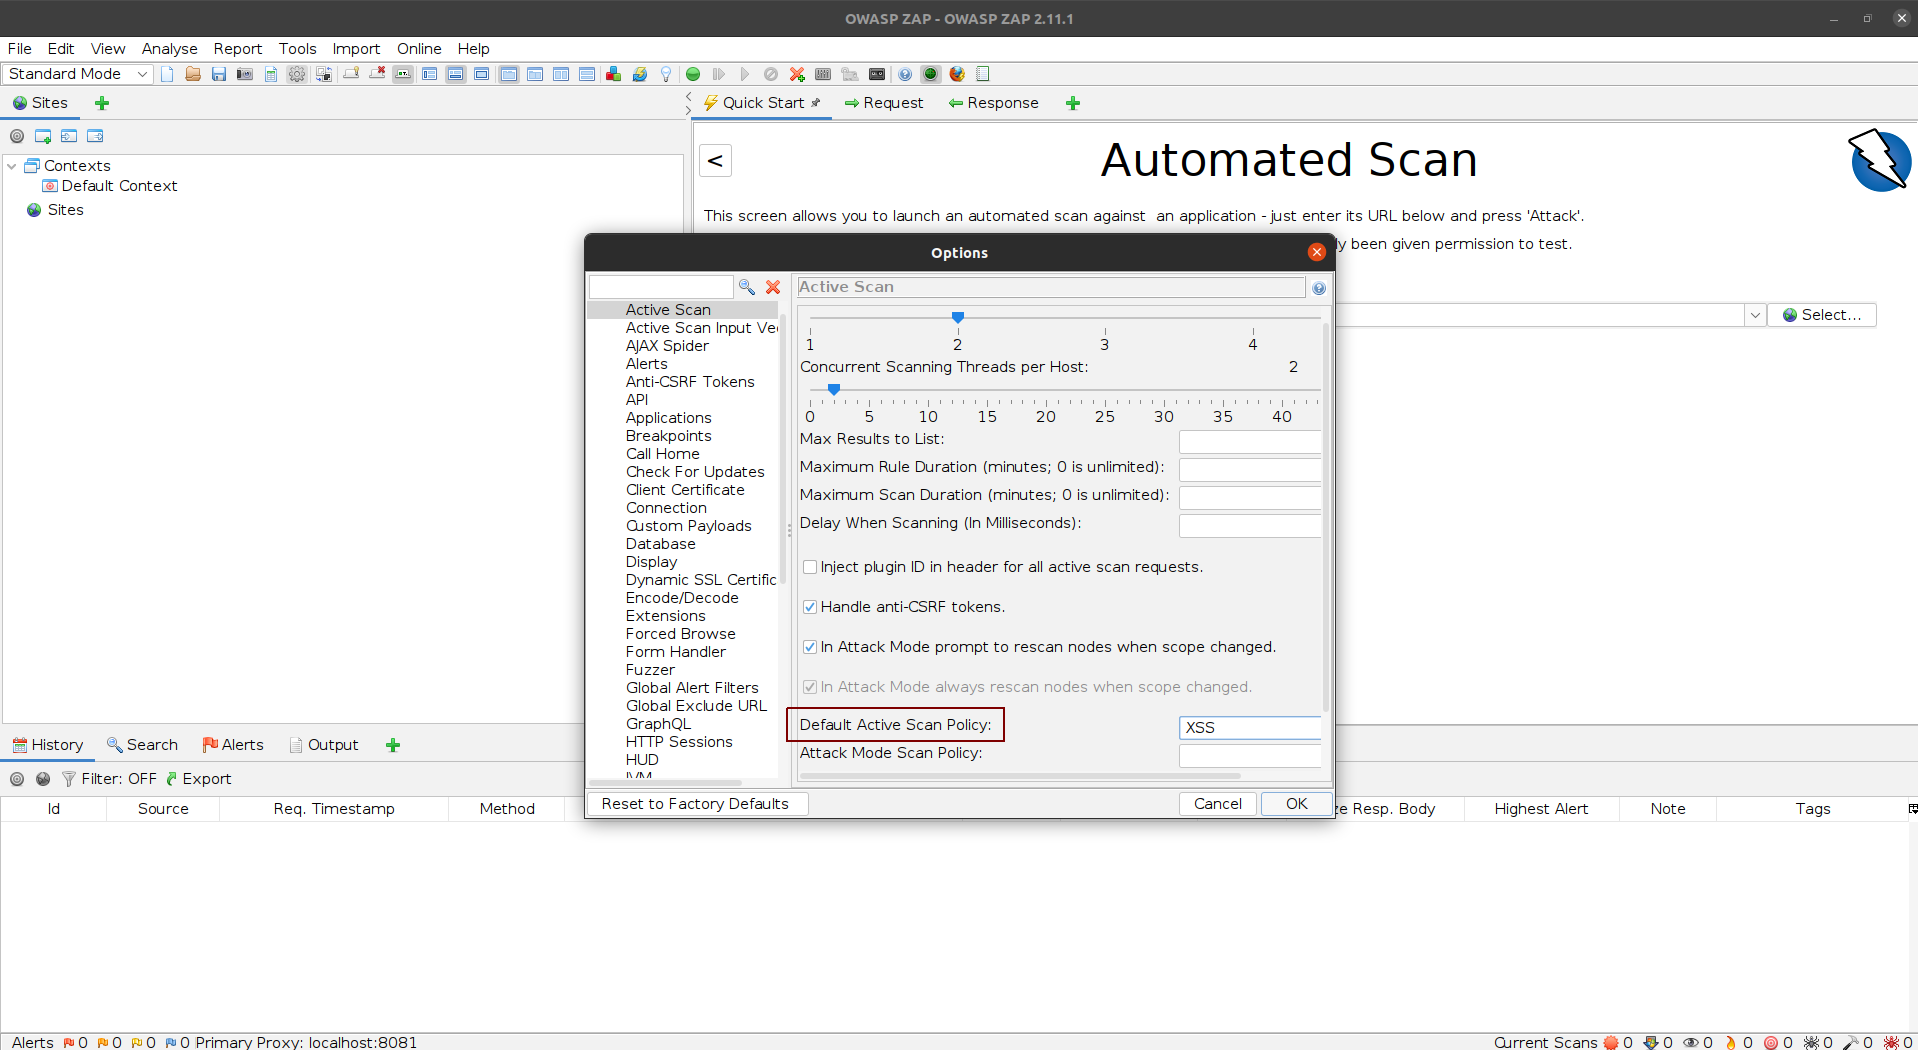 OWASP ZAP - OWASP ZAP 2.11.1
File Edit View Analyse Report Tools Import Online Help
Standard Mode
Sites
Quick Start Request Response
Contexts
Default Context
Sites
<
Automated Scan
This screen allows you to launch an automated scan against an application - just enter its URL below and press 'Attack'.
y been given permission to test.
Select...
Options
Active Scan
Active Scan Input Vec
AJAX Spider
Alerts
Anti-CSRF Tokens
API
Applications
Breakpoints
Call Home
Check For Updates
Client Certificate
Connection
Custom Payloads
Database
Display
Dynamic SSL Certific
Encode/Decode
Extensions
Forced Browse
Form Handler
Fuzzer
Global Alert Filters
Global Exclude URL
GraphQL
HTTP Sessions
HUD
JVM
Active Scan
1 2 3 4
Concurrent Scanning Threads per Host: 2
0 5 10 15 20 25 30 35 40
Max Results to List:
Maximum Rule Duration (minutes; 0 is unlimited):
Maximum Scan Duration (minutes; 0 is unlimited):
Delay When Scanning (In Milliseconds):
Inject plugin ID in header for all active scan requests.
Handle anti-CSRF tokens.
In Attack Mode prompt to rescan nodes when scope changed.
In Attack Mode always rescan nodes when scope changed.
Default Active Scan Policy: XSS
Attack Mode Scan Policy:
Reset to Factory Defaults Cancel OK
History Search Alerts Output
Filter: OFF Export
Id Source Req. Timestamp Method ze Resp. Body Highest Alert Note Tags
Alerts 0 0 0 0 Primary Proxy: localhost:8081 Current Scans 0 0 0 0 0 0 0 0